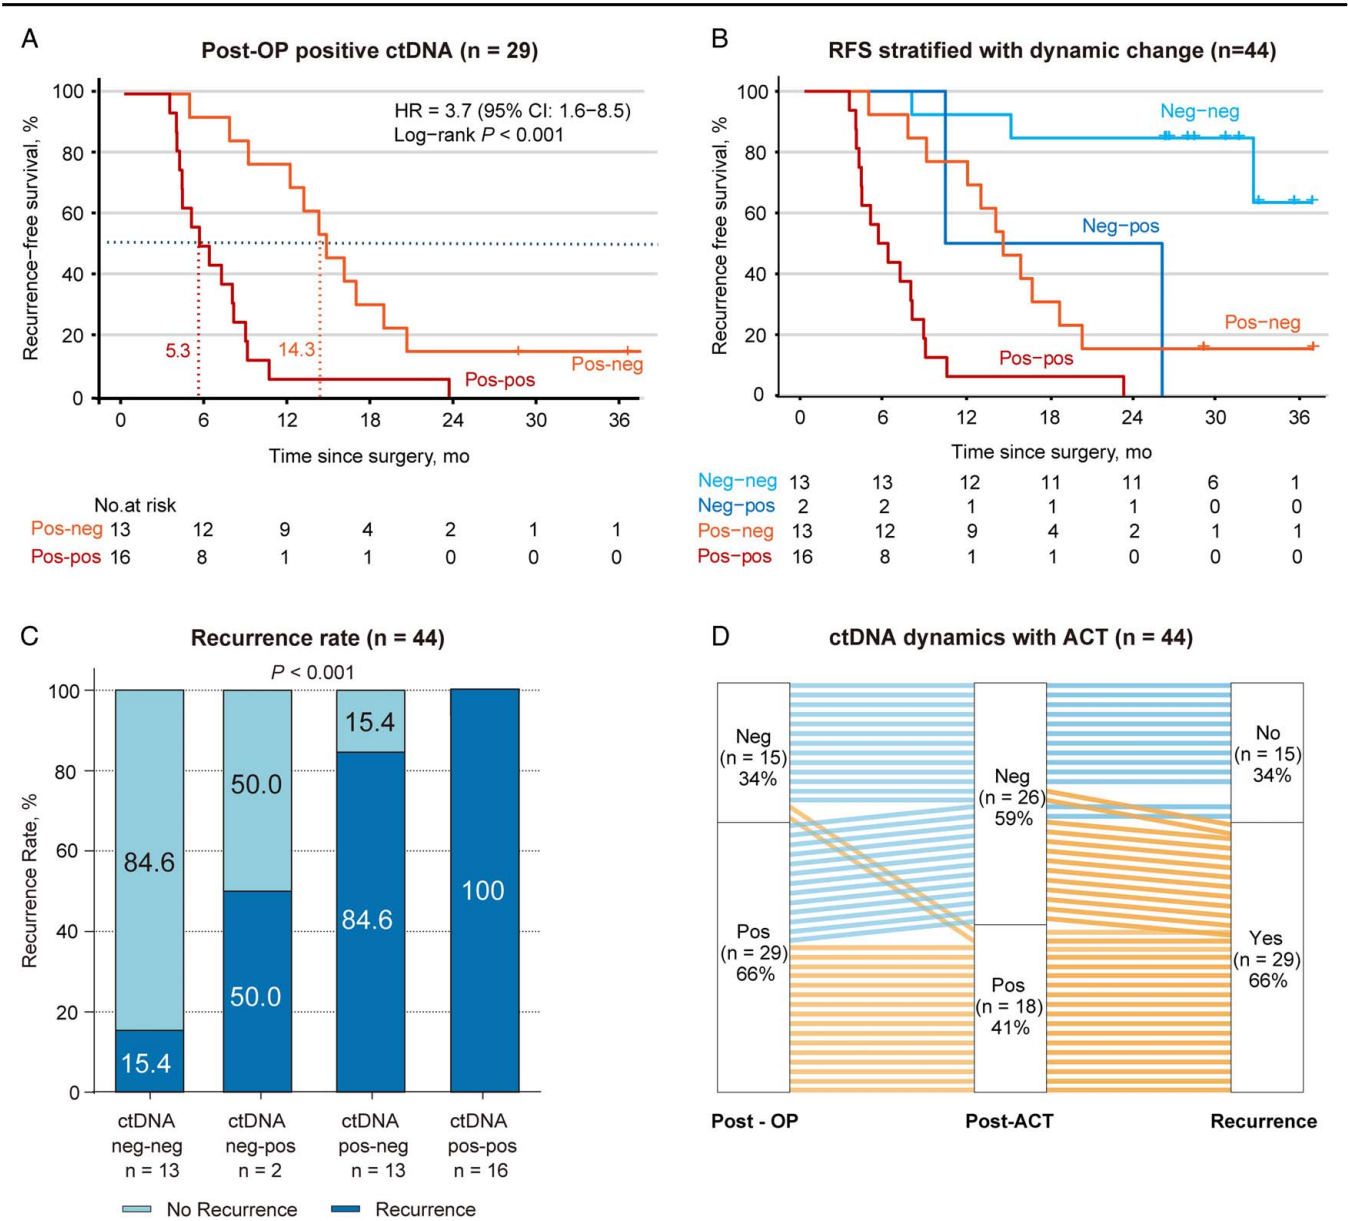 A
Post-OP positive ctDNA (n = 29)
Recurrence-free survival, %
100
80
60
40
20
0
HR = 3.7 (95% CI: 1.6–8.5)
Log-rank P < 0.001
5.3
14.3
Pos-neg
Pos-pos
0 6 12 18 24 30 36
Time since surgery, mo
No.at risk
Pos-neg 13 12 9 4 2 1 1
Pos-pos 16 8 1 1 0 0 0
B
RFS stratified with dynamic change (n=44)
Recurrence free survival, %
100
80
60
40
20
0
Neg-neg
Neg-pos
Pos-neg
Pos-pos
0 6 12 18 24 30 36
Time since surgery, mo
Neg-neg 13 13 12 11 11 6 1
Neg-pos 2 2 1 1 1 0 0
Pos-neg 13 12 9 4 2 1 1
Pos-pos 16 8 1 1 0 0 0
C
Recurrence rate (n = 44)
P < 0.001
Recurrence Rate, %
100
80
60
40
20
0
84.6
15.4
50.0
50.0
15.4
84.6
100
ctDNA
neg-neg
n = 13
ctDNA
neg-pos
n = 2
ctDNA
pos-neg
n = 13
ctDNA
pos-pos
n = 16
No Recurrence
Recurrence
D
ctDNA dynamics with ACT (n = 44)
Neg
(n = 15)
34%
Pos
(n = 29)
66%
Neg
(n = 26)
59%
Pos
(n = 18)
41%
No
(n = 15)
34%
Yes
(n = 29)
66%
Post - OP
Post-ACT
Recurrence